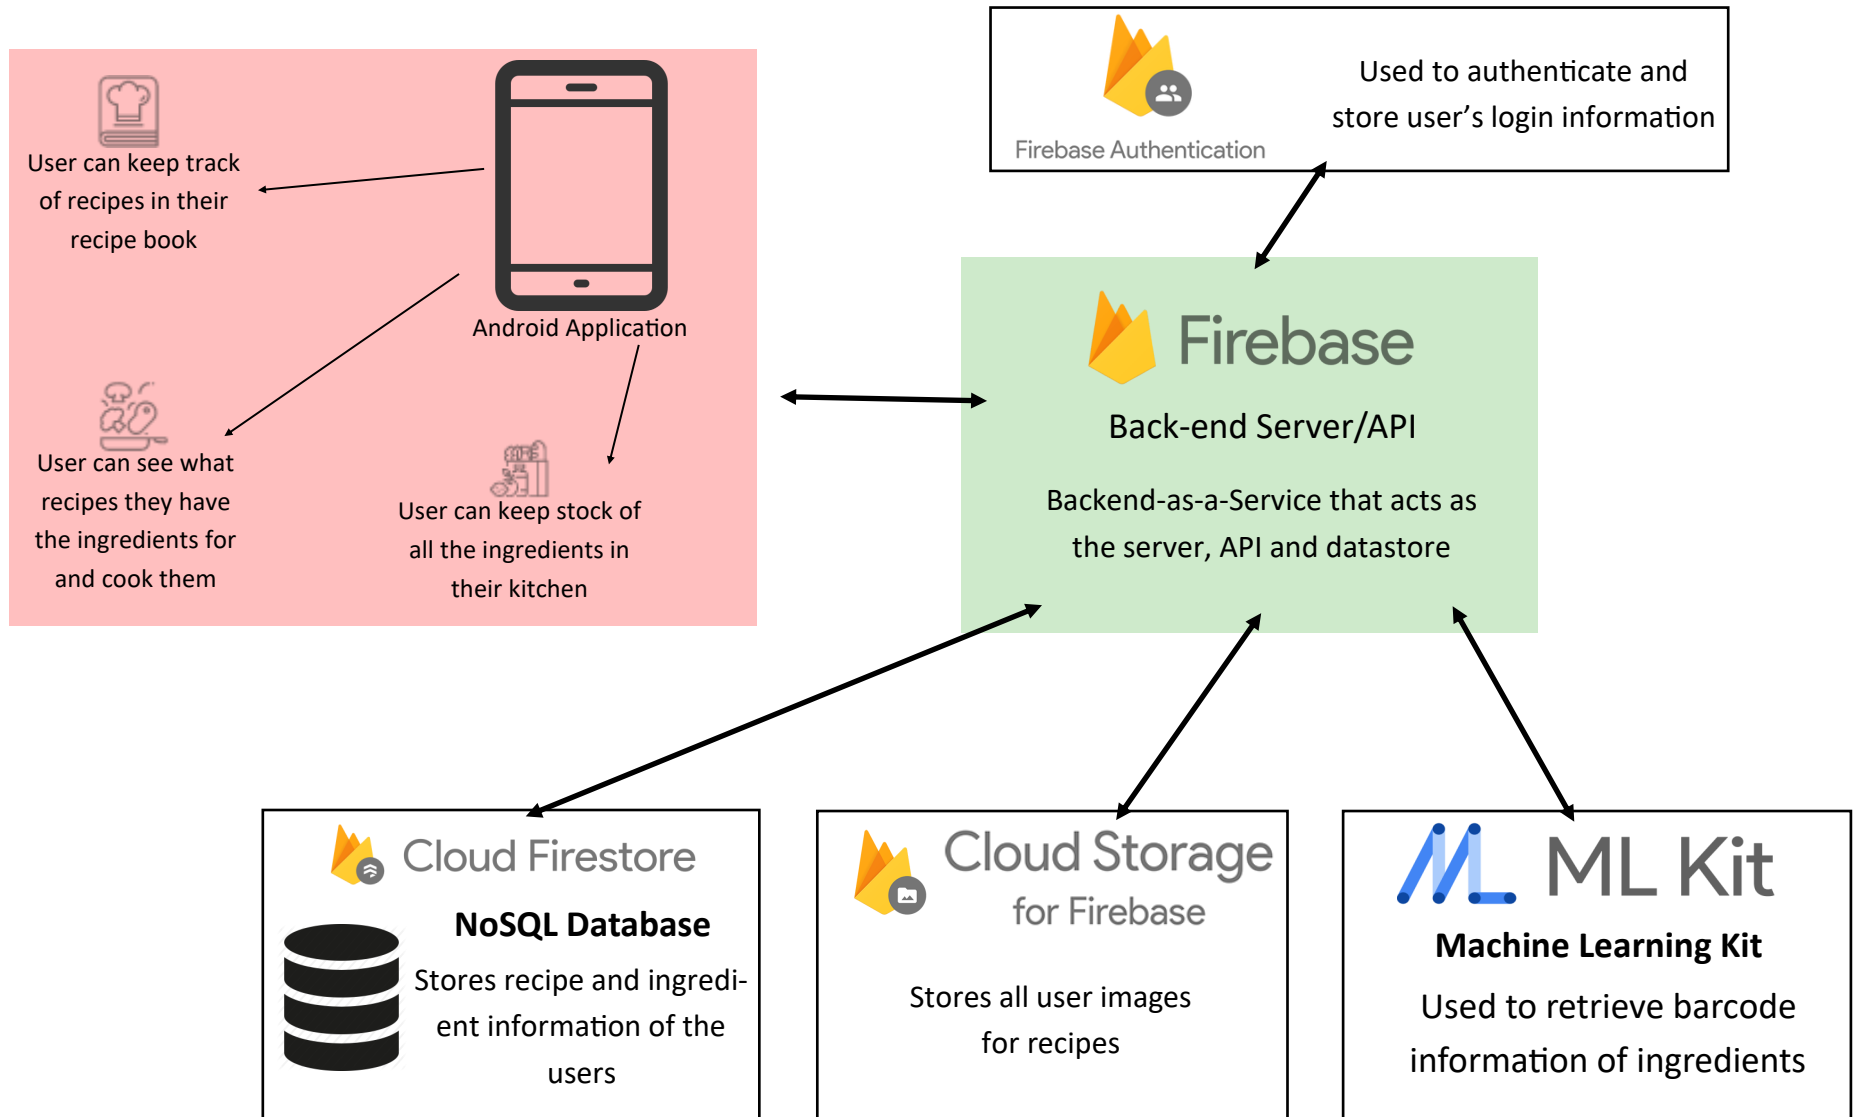 User can keep track
of recipes in their
recipe book
Android Application
User can see what
recipes they have
the ingredients for
and cook them
User can keep stock of
all the ingredients in
their kitchen
Firebase Authentication
Used to authenticate and
store user’s login information
Firebase
Back-end Server/API
Backend-as-a-Service that acts as
the server, API and datastore
Cloud Firestore
NoSQL Database
Stores recipe and ingredi-
ent information of the
users
Cloud Storage
for Firebase
Stores all user images
for recipes
ML Kit
Machine Learning Kit
Used to retrieve barcode
information of ingredients